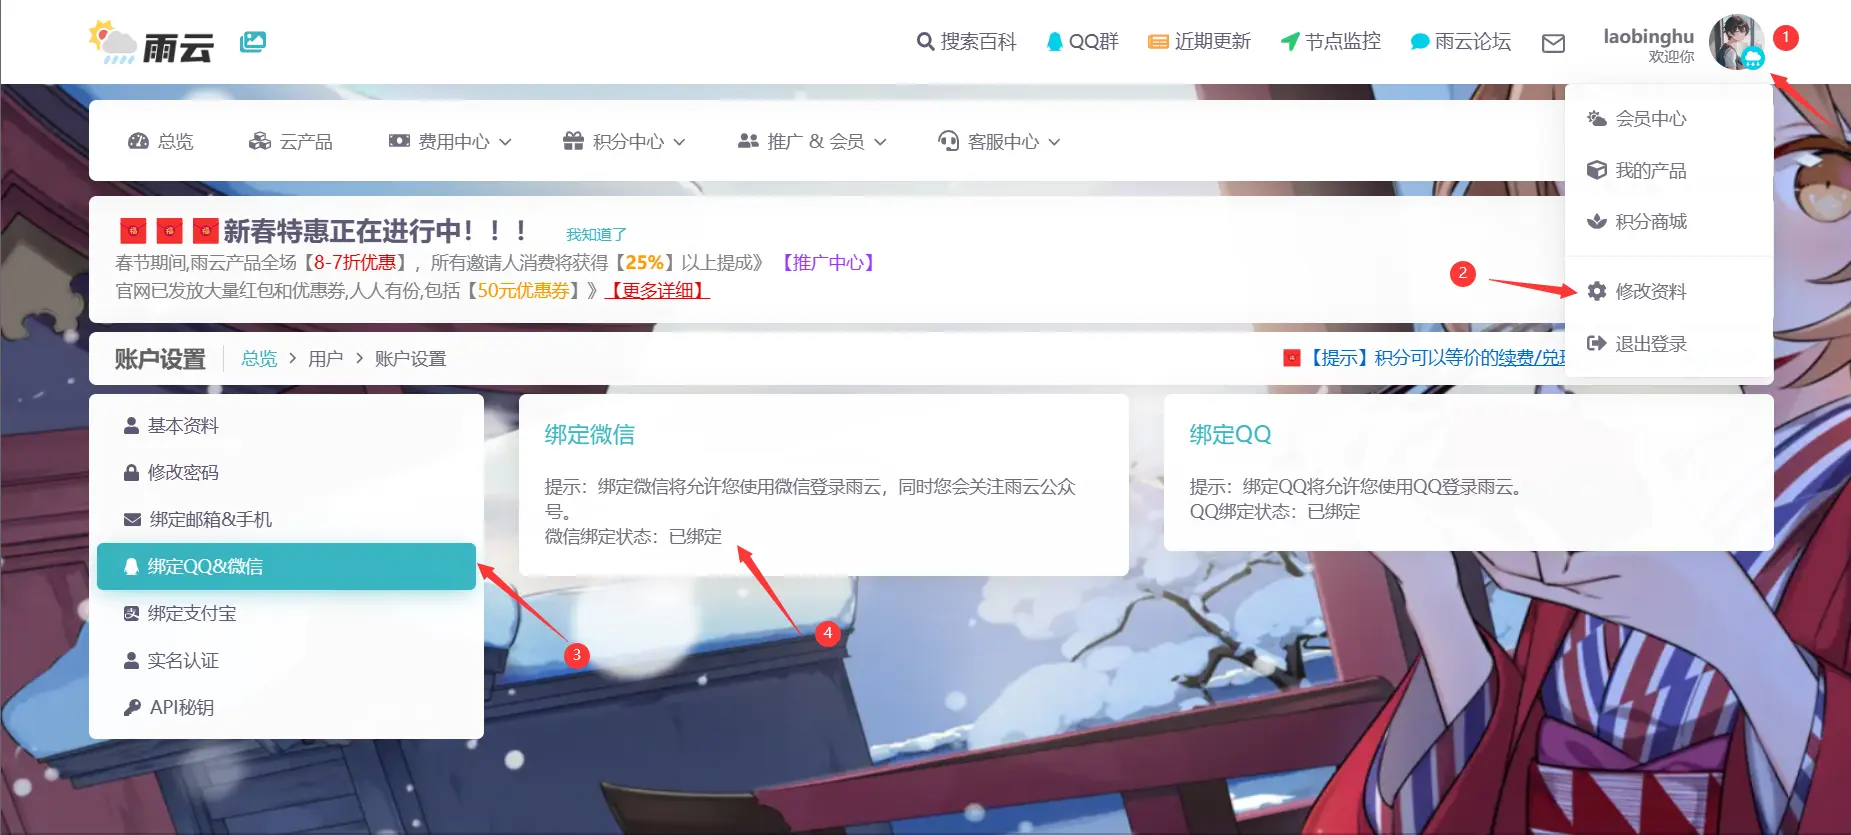 雨云
搜索百科
QQ群
近期更新
节点监控
雨云论坛
laobinghu
欢迎你
1
总览
云产品
费用中心
积分中心
推广 & 会员
客服中心
会员中心
我的产品
积分商城
2
修改资料
退出登录
新春特惠正在进行中！！！ 我知道了
春节期间,雨云产品全场【8-7折优惠】，所有邀请人消费将获得【25%】以上提成》 【推广中心】
官网已发放大量红包和优惠券,人人有份,包括【50元优惠券】》【更多详细】
账户设置 总览 > 用户 > 账户设置
【提示】积分可以等价的续费/兑
基本资料
修改密码
绑定邮箱&手机
绑定QQ&微信
绑定支付宝
实名认证
API秘钥
绑定微信
提示：绑定微信将允许您使用微信登录雨云，同时您会关注雨云公众
号。
微信绑定状态：已绑定
绑定QQ
提示：绑定QQ将允许您使用QQ登录雨云。
QQ绑定状态：已绑定
3
4